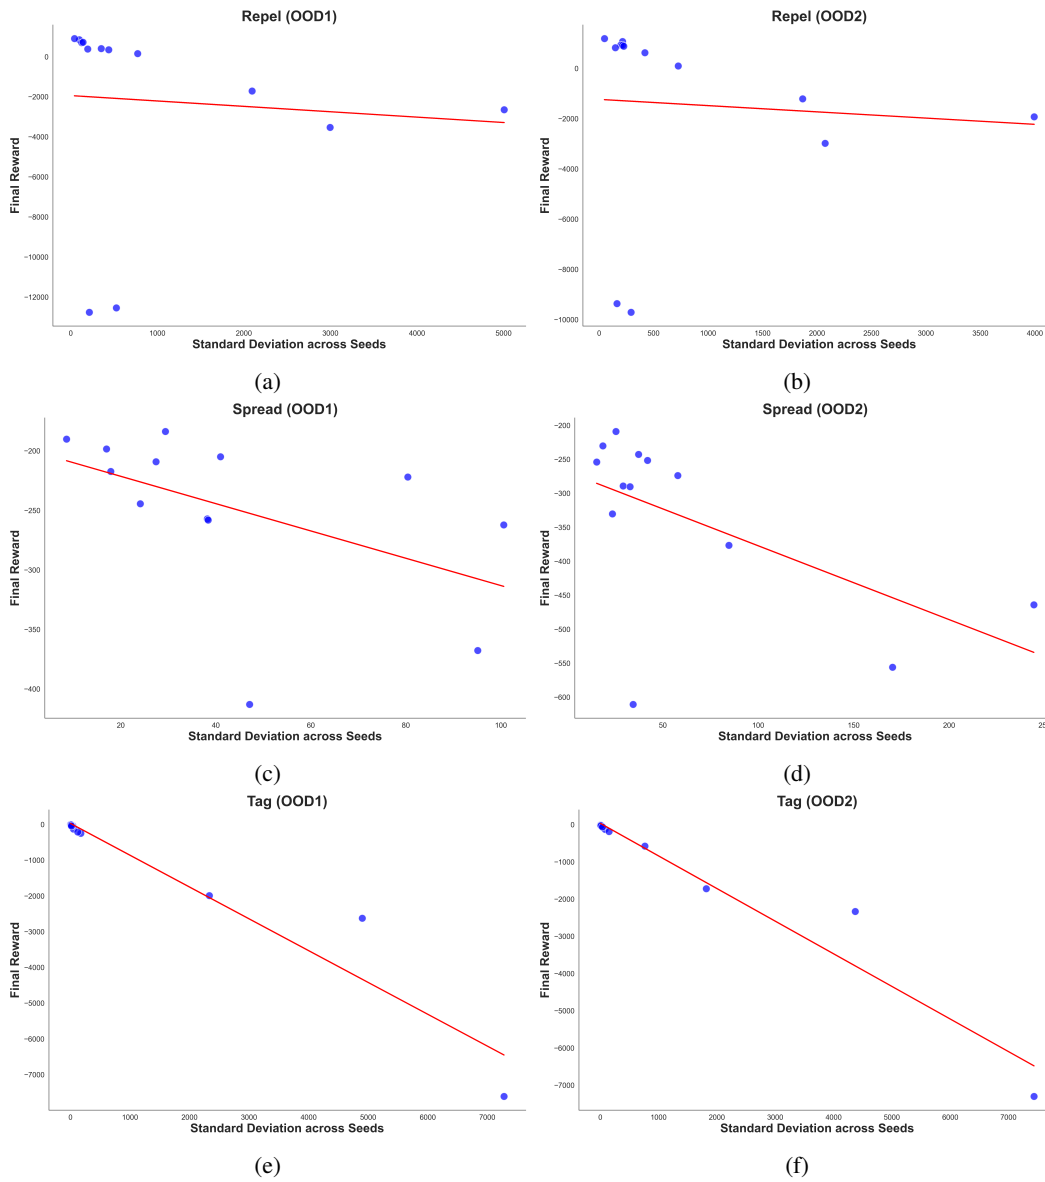 Repel (OOD1)
Final Reward
0
−2000
−4000
−6000
−8000
−10000
−12000
0 1000 2000 3000 4000 5000
Standard Deviation across Seeds
(a)
Repel (OOD2)
Final Reward
0
−2000
−4000
−6000
−8000
−10000
0 500 1000 1500 2000 2500 3000 3500 4000
Standard Deviation across Seeds
(b)
Spread (OOD1)
Final Reward
−200
−250
−300
−350
−400
20 40 60 80 100
Standard Deviation across Seeds
(c)
Spread (OOD2)
Final Reward
−200
−250
−300
−350
−400
−450
−500
−550
−600
50 100 150 200 25
Standard Deviation across Seeds
(d)
Tag (OOD1)
Final Reward
0
−1000
−2000
−3000
−4000
−5000
−6000
−7000
0 1000 2000 3000 4000 5000 6000 7000
Standard Deviation across Seeds
(e)
Tag (OOD2)
Final Reward
0
−1000
−2000
−3000
−4000
−5000
−6000
−7000
0 1000 2000 3000 4000 5000 6000 7000
Standard Deviation across Seeds
(f)